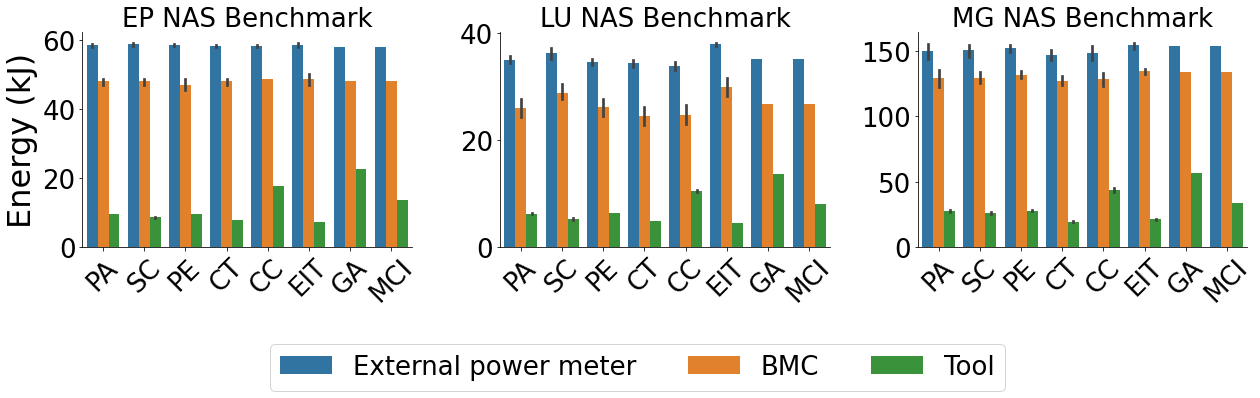 EP NAS Benchmark
LU NAS Benchmark
MG NAS Benchmark
Energy (kJ)
60
40
20
0
PA SC PE CT CC EIT GA MCI
40
20
0
PA SC PE CT CC EIT GA MCI
150
100
50
0
PA SC PE CT CC EIT GA MCI
External power meter BMC Tool